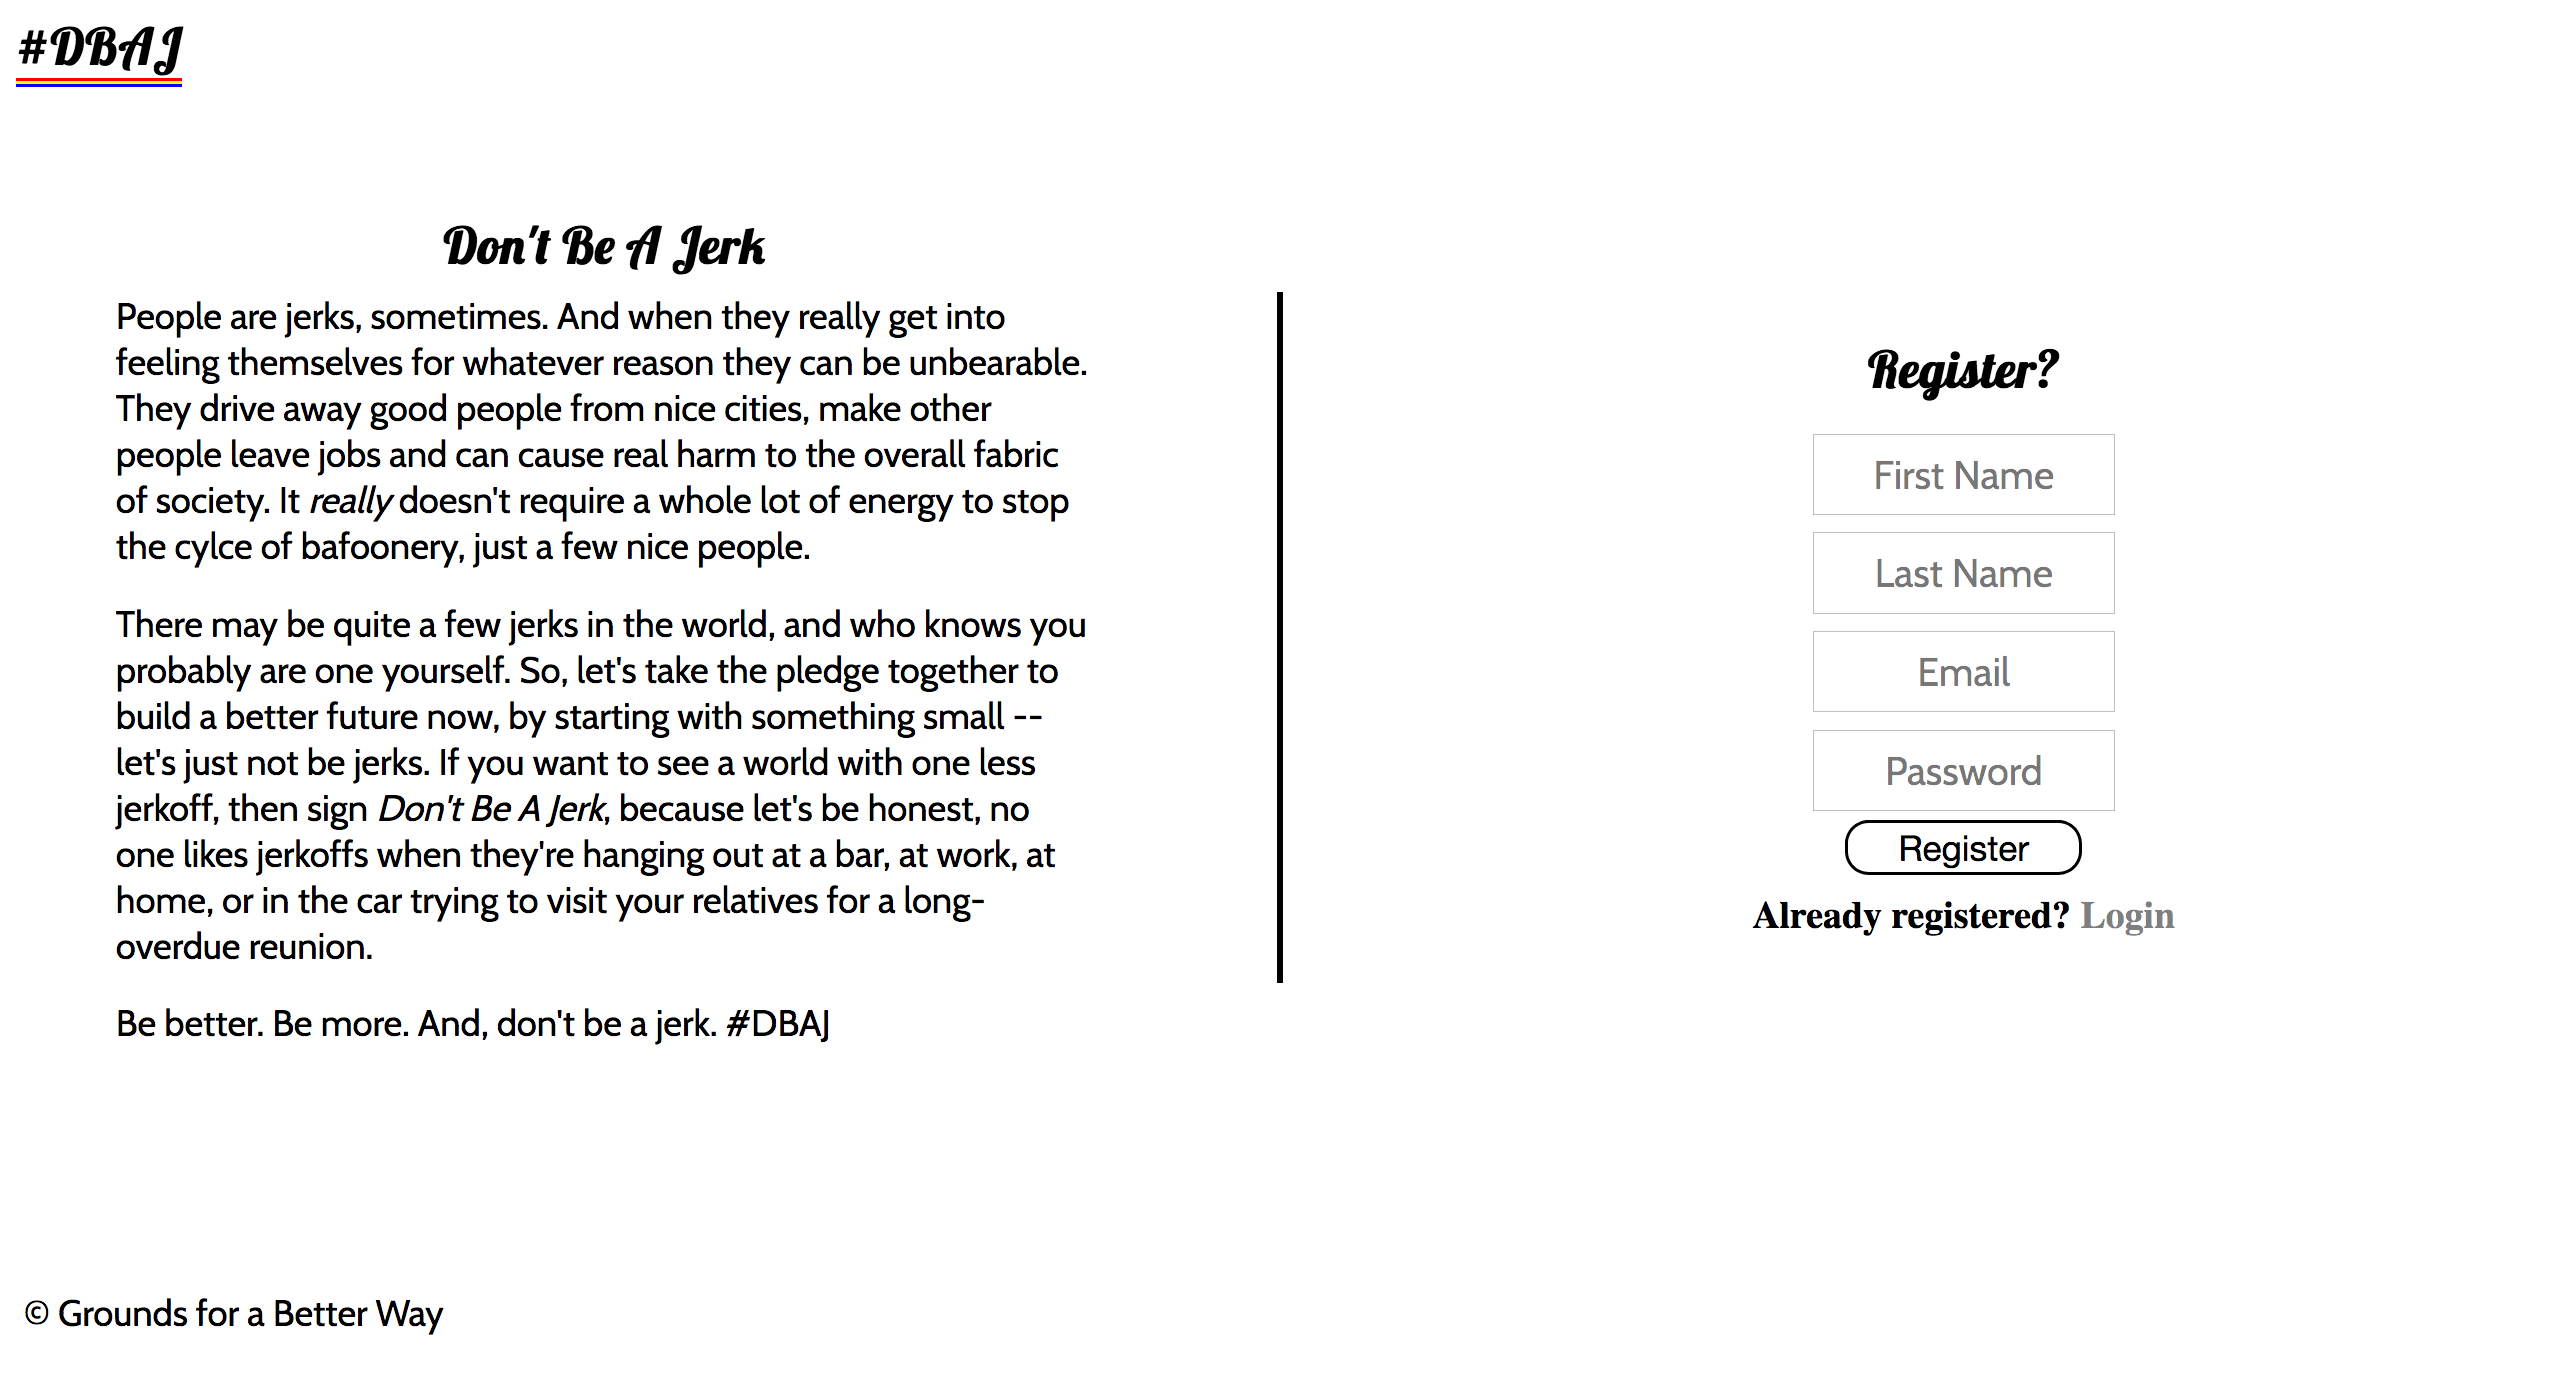 #DBAJ
Don't Be A Jerk
People are jerks, sometimes. And when they really get into
feeling themselves for whatever reason they can be unbearable.
They drive away good people from nice cities, make other
people leave jobs and can cause real harm to the overall fabric
of society. It really doesn't require a whole lot of energy to stop
the cylce of bafoonery, just a few nice people.
There may be quite a few jerks in the world, and who knows you
probably are one yourself. So, let's take the pledge together to
build a better future now, by starting with something small --
let's just not be jerks. If you want to see a world with one less
jerkoff, then sign Don't Be A Jerk, because let's be honest, no
one likes jerkoffs when they're hanging out at a bar, at work, at
home, or in the car trying to visit your relatives for a long-
overdue reunion.
Be better. Be more. And, don't be a jerk. #DBAJ
Register?
First Name
Last Name
Email
Password
Register
Already registered? Login
© Grounds for a Better Way